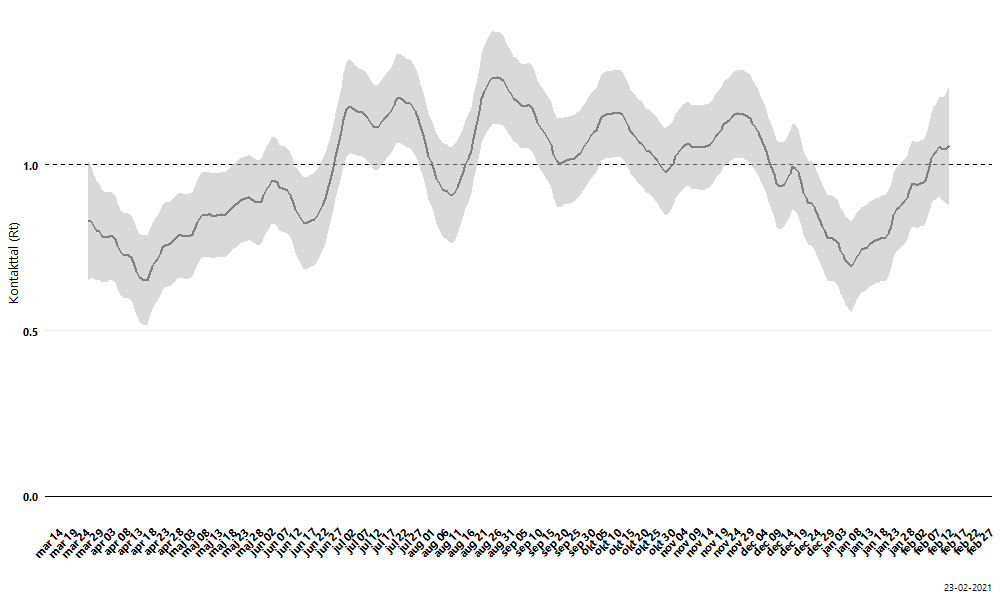 1.0
0.5
0.0
Kontakttal (Rt)
mar 14
mar 19
mar 24
mar 29
apr 03
apr 08
apr 13
apr 18
apr 23
apr 28
maj 03
maj 08
maj 13
maj 18
maj 23
maj 28
jun 02
jun 07
jun 12
jun 17
jun 22
jun 27
jul 02
jul 07
jul 12
jul 17
jul 22
jul 27
aug 01
aug 06
aug 11
aug 16
aug 21
aug 26
aug 31
sep 05
sep 10
sep 15
sep 20
sep 25
sep 30
okt 05
okt 10
okt 15
okt 20
okt 25
okt 30
nov 04
nov 09
nov 14
nov 19
nov 24
nov 29
dec 04
dec 09
dec 14
dec 19
dec 24
dec 29
jan 03
jan 08
jan 13
jan 18
jan 23
jan 28
feb 02
feb 07
feb 12
feb 17
feb 22
feb 27
23-02-2021